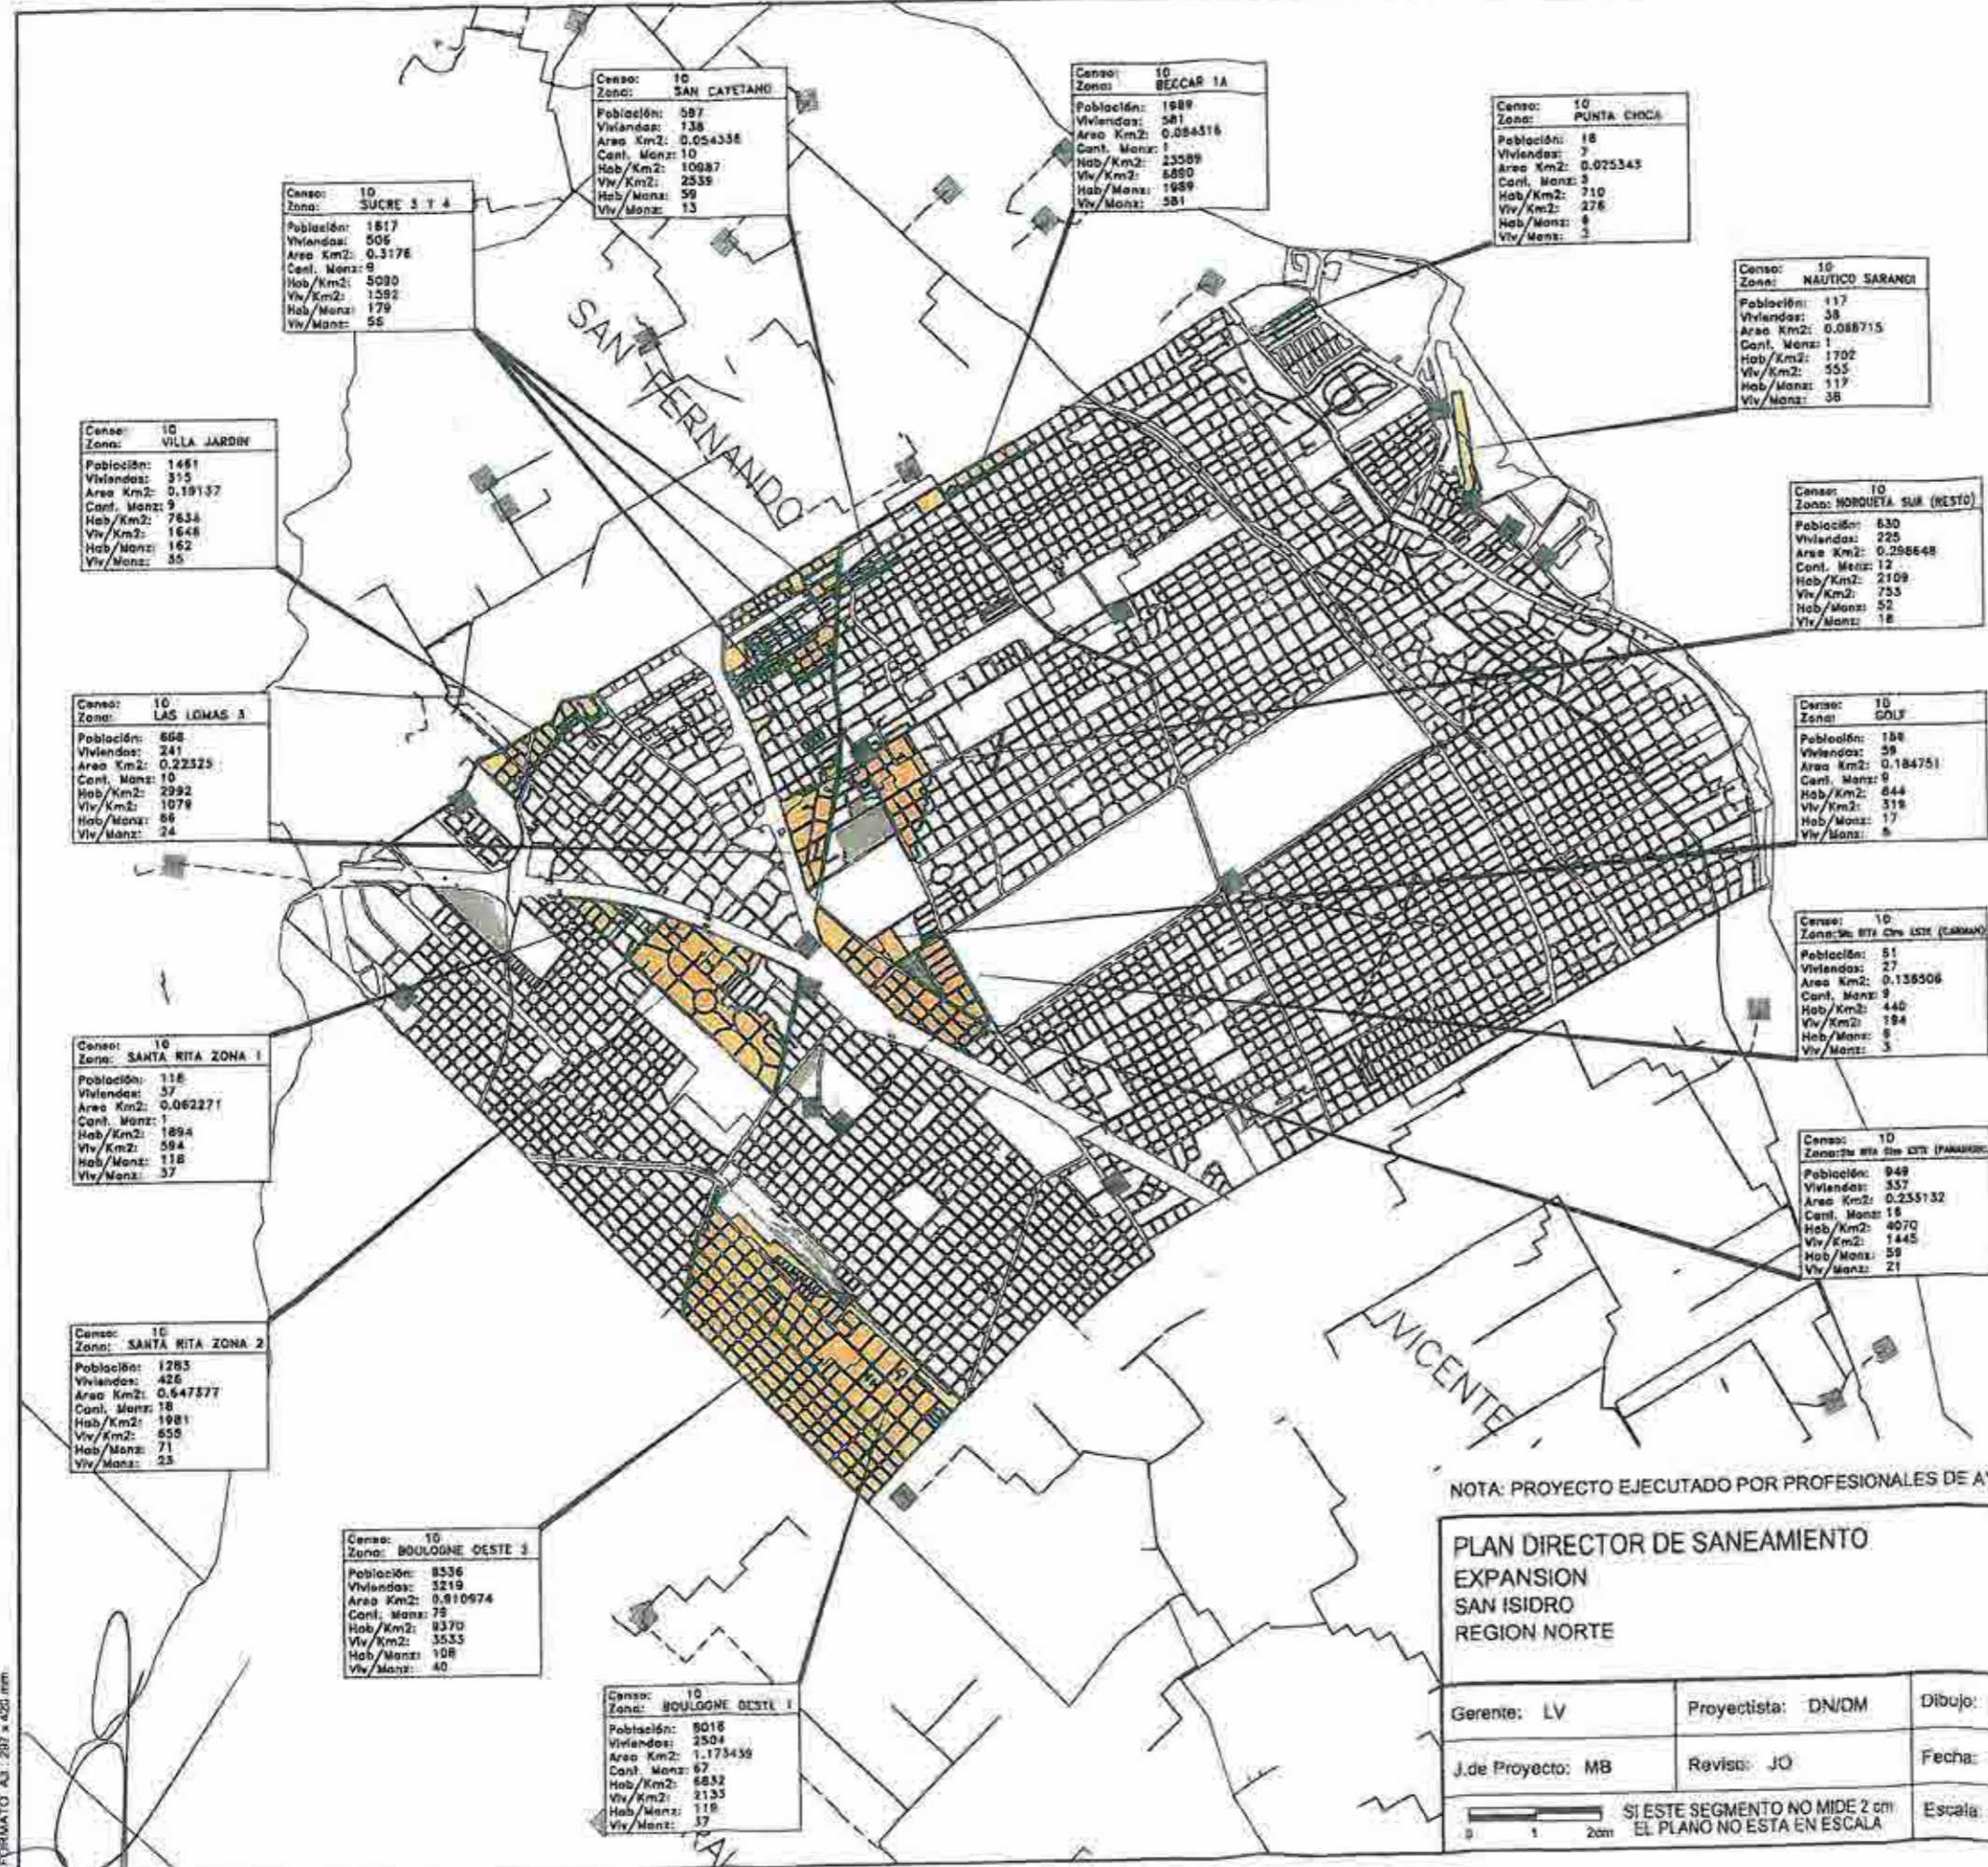 Censo: 10
Zona: SAN CAYETANO
Población: 597
Viviendas: 138
Area Km2: 0.054338
Cant. Manz: 10
Hab/Km2: 10987
Viv/Km2: 2539
Hab/Manz: 59
Viv/Manz: 13
Censo: 10
Zona: BECCAR 1A
Población: 1989
Viviendas: 581
Area Km2: 0.084316
Cant. Manz: 1
Hab/Km2: 23589
Viv/Km2: 6890
Hab/Manz: 1989
Viv/Manz: 581
Censo: 10
Zona: PUNTA CHICA
Población: 18
Viviendas: 7
Area Km2: 0.025343
Cant. Manz: 3
Hab/Km2: 710
Viv/Km2: 276
Hab/Manz: 6
Viv/Manz:
Censo: 10
Zona: SUCRE 3 Y 4
Población: 1617
Viviendas: 506
Area Km2: 0.3176
Cant. Manz: 9
Hab/Km2: 5090
Viv/Km2: 1592
Hab/Manz: 179
Viv/Manz: 56
Censo: 10
Zona: NAUTICO SARANDI
Población: 117
Viviendas: 38
Area Km2: 0.068715
Cant. Manz: 1
Hab/Km2: 1702
Viv/Km2: 553
Hab/Manz: 117
Viv/Manz: 38
SAN FERNANDO
Censo: 10
Zona: VILLA JARDIN
Población: 1461
Viviendas: 315
Area Km2: 0.19137
Cant. Manz: 9
Hab/Km2: 7634
Viv/Km2: 1646
Hab/Manz: 162
Viv/Manz: 35
Censo: 10
Zona: HORQUETA SUR (RESTO)
Población: 630
Viviendas: 225
Area Km2: 0.298648
Cant. Manz: 12
Hab/Km2: 2109
Viv/Km2: 753
Hab/Manz: 52
Viv/Manz: 18
Censo: 10
Zona: LAS LOMAS 3
Población: 668
Viviendas: 241
Area Km2: 0.22325
Cant. Manz: 10
Hab/Km2: 2992
Viv/Km2: 1079
Hab/Manz: 66
Viv/Manz: 24
Censo: 10
Zona: GOLF
Población:
Viviendas: 59
Area Km2: 0.184751
Cant. Manz: 9
Hab/Km2:
Viv/Km2: 319
Hab/Manz: 17
Viv/Manz: 6
Censo: 10
Zona: Sta RITA Ctro ESTE (CARMAN)
Población: 61
Viviendas: 27
Area Km2: 0.138506
Cant. Manz: 9
Hab/Km2: 440
Viv/Km2: 194
Hab/Manz: 6
Viv/Manz: 3
Censo: 10
Zona: SANTA RITA ZONA 1
Población: 118
Viviendas: 37
Area Km2: 0.062271
Cant. Manz: 1
Hab/Km2: 1894
Viv/Km2: 594
Hab/Manz: 118
Viv/Manz: 37
Censo: 10
Zona: Sta RITA Ctro ESTE
Población: 949
Viviendas: 337
Area Km2: 0.233132
Cant. Manz: 16
Hab/Km2: 4070
Viv/Km2: 1445
Hab/Manz: 59
Viv/Manz: 21
Censo: 10
Zona: SANTA RITA ZONA 2
Población: 1283
Viviendas: 426
Area Km2: 0.647377
Cant. Manz: 18
Hab/Km2: 1981
Viv/Km2: 658
Hab/Manz: 71
Viv/Manz: 23
VICENTE
Censo: 10
Zona: BOULOGNE OESTE 3
Población: 8536
Viviendas: 3219
Area Km2: 0.910974
Cant. Manz: 79
Hab/Km2: 9370
Viv/Km2: 3533
Hab/Manz: 108
Viv/Manz: 40
Censo: 10
Zona: BOULOGNE OESTE 1
Población: 8018
Viviendas: 2504
Area Km2: 1.173439
Cant. Manz: 67
Hab/Km2: 6832
Viv/Km2: 2133
Hab/Manz: 119
Viv/Manz: 37
NOTA: PROYECTO EJECUTADO POR PROFESIONALES DE
PLAN DIRECTOR DE SANEAMIENTO
EXPANSION
SAN ISIDRO
REGION NORTE
Gerente: LV
Proyectista: DN/DM
Dibujo:
J.de Proyecto: MB
Reviso: JO
Fecha:
0 1 2cm
SI ESTE SEGMENTO NO MIDE 2 cm
EL PLANO NO ESTA EN ESCALA
Escala:
FORMATO A3 : 297 x 420 mm